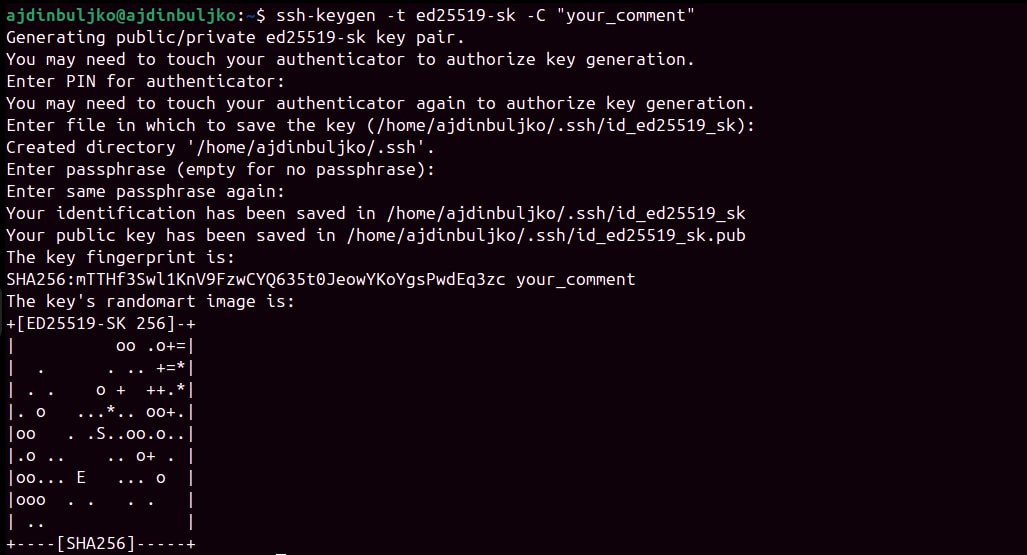 ajdinbuljko@ajdinbuljko:~$ ssh-keygen -t ed25519-sk -C "your_comment"
Generating public/private ed25519-sk key pair.
You may need to touch your authenticator to authorize key generation.
Enter PIN for authenticator:
You may need to touch your authenticator again to authorize key generation.
Enter file in which to save the key (/home/ajdinbuljko/.ssh/id_ed25519_sk):
Created directory '/home/ajdinbuljko/.ssh'.
Enter passphrase (empty for no passphrase):
Enter same passphrase again:
Your identification has been saved in /home/ajdinbuljko/.ssh/id_ed25519_sk
Your public key has been saved in /home/ajdinbuljko/.ssh/id_ed25519_sk.pub
The key fingerprint is:
SHA256:mTTHf3Swl1KnV9FzwCYQ635t0JeowYKoYgsPwdEq3zc your_comment
The key's randomart image is:
+[ED25519-SK 256]-+
|          oo .o+=|
|  .      . .. +=*|
| . .    o +  ++.*|
|. o   ...*.. oo+.|
|oo   . .S..oo.o..|
|.o ..    .. o+ . |
|oo... E   ... o  |
|ooo  . .   . .   |
| ..              |
+----[SHA256]-----+